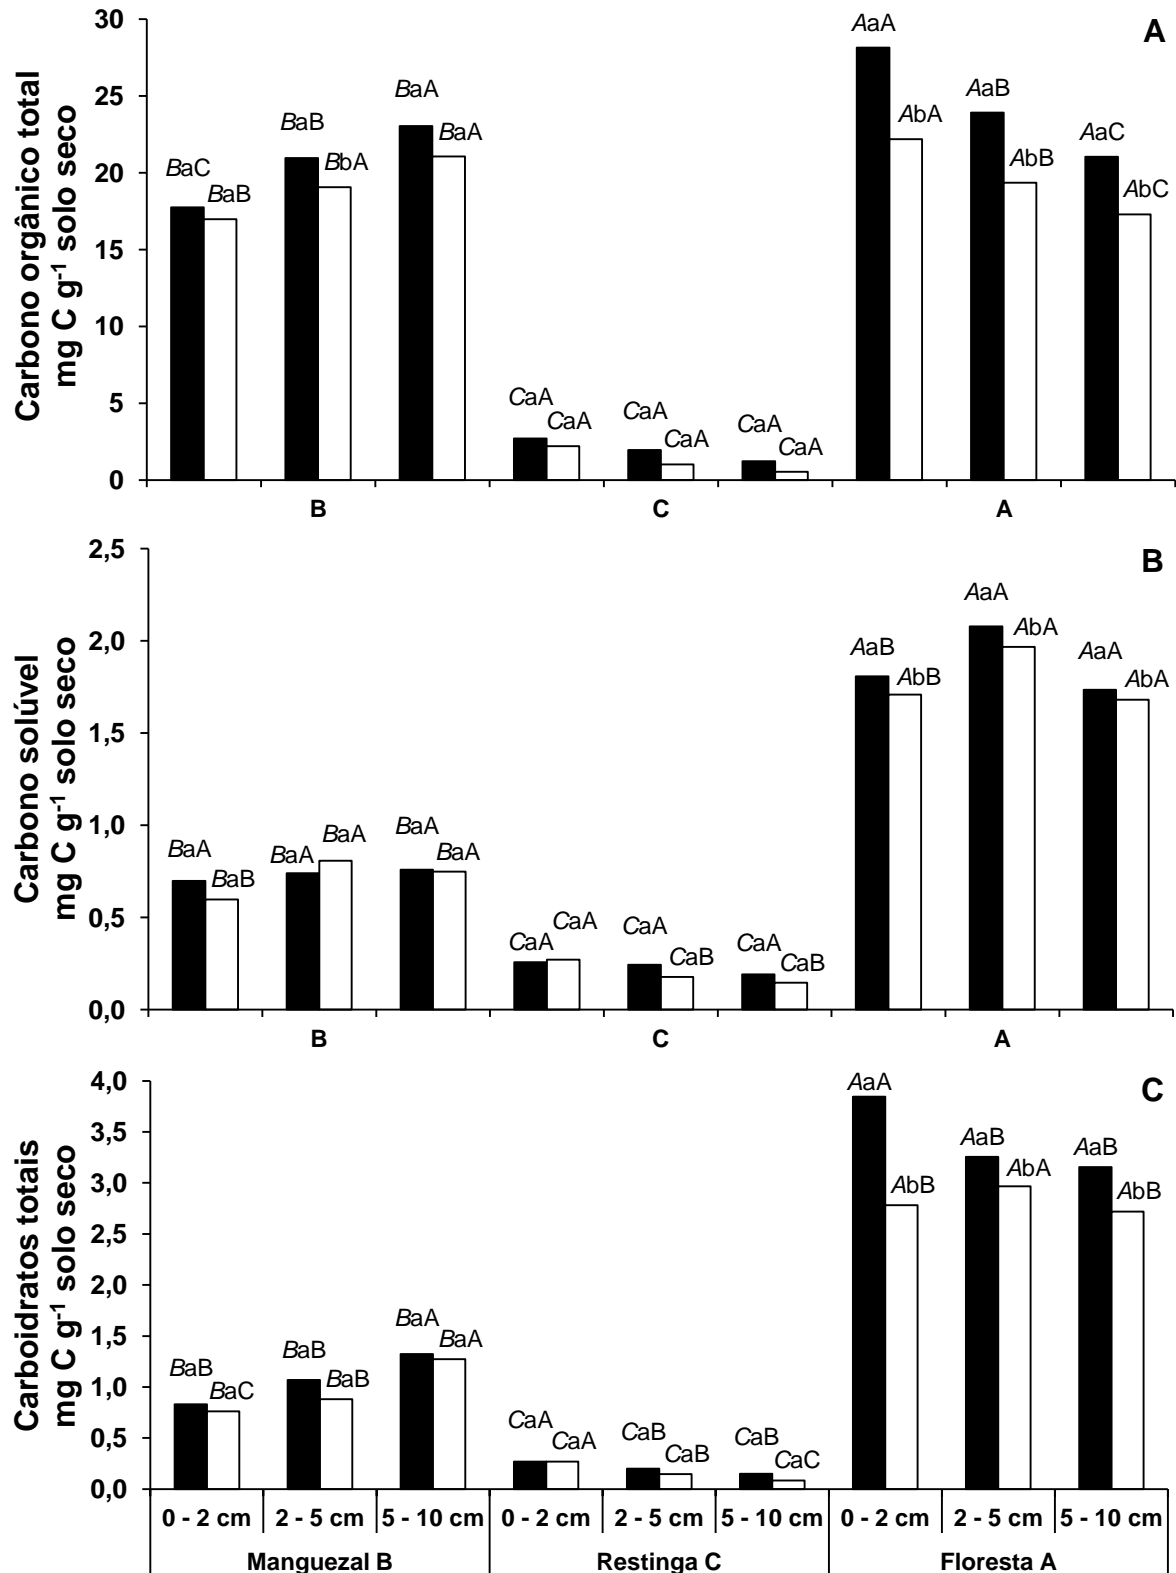 A
Carbono orgânico total
mg C g-1 solo seco
30
25
20
15
10
5
0
BaC
BaB
BaB
BbA
BaA
BaA
CaA
CaA
CaA
CaA
CaA
CaA
AaA
AbA
AaB
AbB
AaC
AbC
B
C
A
B
Carbono solúvel
mg C g-1 solo seco
2,5
2,0
1,5
1,0
0,5
0,0
BaA
BaB
BaA
BaA
BaA
BaA
CaA
CaA
CaA
CaB
CaA
CaB
AaB
AbB
AaA
AbA
AaA
AbA
B
C
A
C
Carboidratos totais
mg C g-1 solo seco
4,0
3,5
3,0
2,5
2,0
1,5
1,0
0,5
0,0
BaB
BaC
BaB
BaB
BaA
BaA
CaA
CaA
CaB
CaB
CaB
CaC
AaA
AbB
AaB
AbA
AaB
AbB
0 - 2 cm
2 - 5 cm
5 - 10 cm
0 - 2 cm
2 - 5 cm
5 - 10 cm
0 - 2 cm
2 - 5 cm
5 - 10 cm
Manguezal B
Restinga C
Floresta A